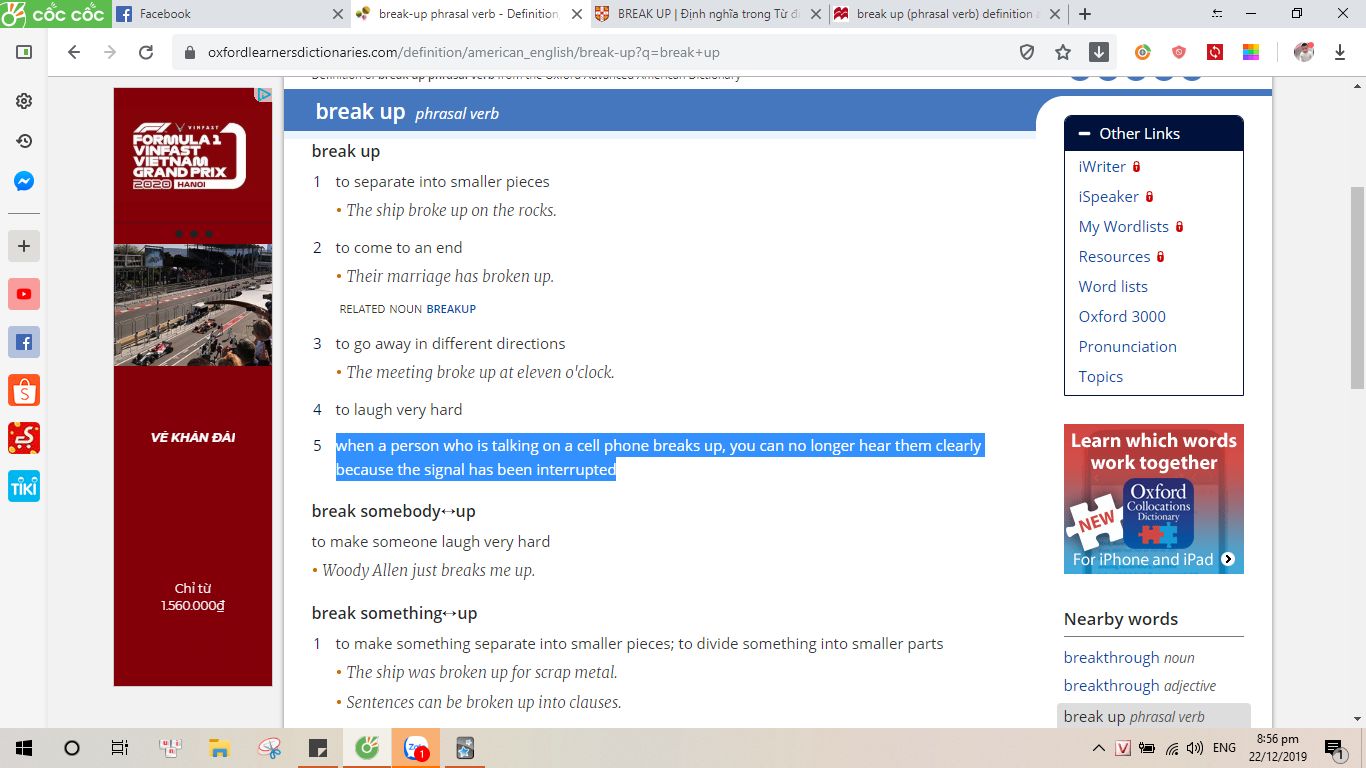 cốc cốc
Facebook
break-up phrasal verb - Definition,
BREAK UP | Định nghĩa trong Từ đi
break up (phrasal verb) definition a
oxfordlearnersdictionaries.com/definition/american_english/break-up?q=break+up
Definition of break up phrasal verb from the Oxford Advanced American Dictionary
break up phrasal verb
break up
1 to separate into smaller pieces
• The ship broke up on the rocks.
2 to come to an end
• Their marriage has broken up.
RELATED NOUN BREAKUP
3 to go away in different directions
• The meeting broke up at eleven o'clock.
4 to laugh very hard
5 when a person who is talking on a cell phone breaks up, you can no longer hear them clearly
because the signal has been interrupted
break somebody↔up
to make someone laugh very hard
• Woody Allen just breaks me up.
break something↔up
1 to make something separate into smaller pieces; to divide something into smaller parts
• The ship was broken up for scrap metal.
• Sentences can be broken up into clauses.
VINFAST
FORMULA 1
VINFAST
VIETNAM
GRAND PRIX
2020 HANOI
VÉ KHÁN ĐÀI
Chỉ từ
1.560.000₫
Other Links
iWriter
iSpeaker
My Wordlists
Resources
Word lists
Oxford 3000
Pronunciation
Topics
Learn which words
work together
NEW
Oxford
Collocations
Dictionary
For iPhone and iPad
Nearby words
breakthrough noun
breakthrough adjective
break up phrasal verb
TIKI
Zalo
1
V
ENG
8:56 pm
22/12/2019
1